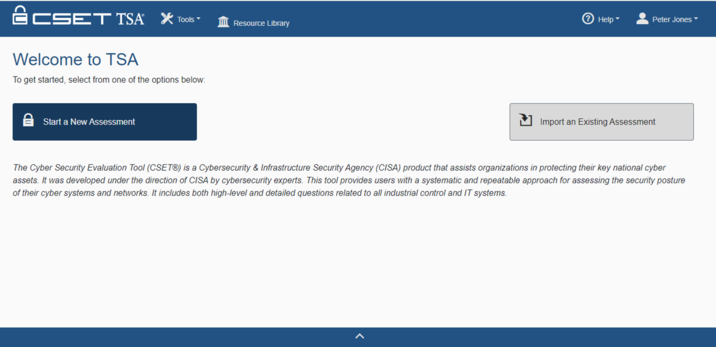 CSET TSA® Tools Resource Library Help Peter Jones
Welcome to TSA
To get started, select from one of the options below:
Start a New Assessment Import an Existing Assessment
The Cyber Security Evaluation Tool (CSET®) is a Cybersecurity & Infrastructure Security Agency (CISA) product that assists organizations in protecting their key national cyber
assets. It was developed under the direction of CISA by cybersecurity experts. This tool provides users with a systematic and repeatable approach for assessing the security posture
of their cyber systems and networks. It includes both high-level and detailed questions related to all industrial control and IT systems.